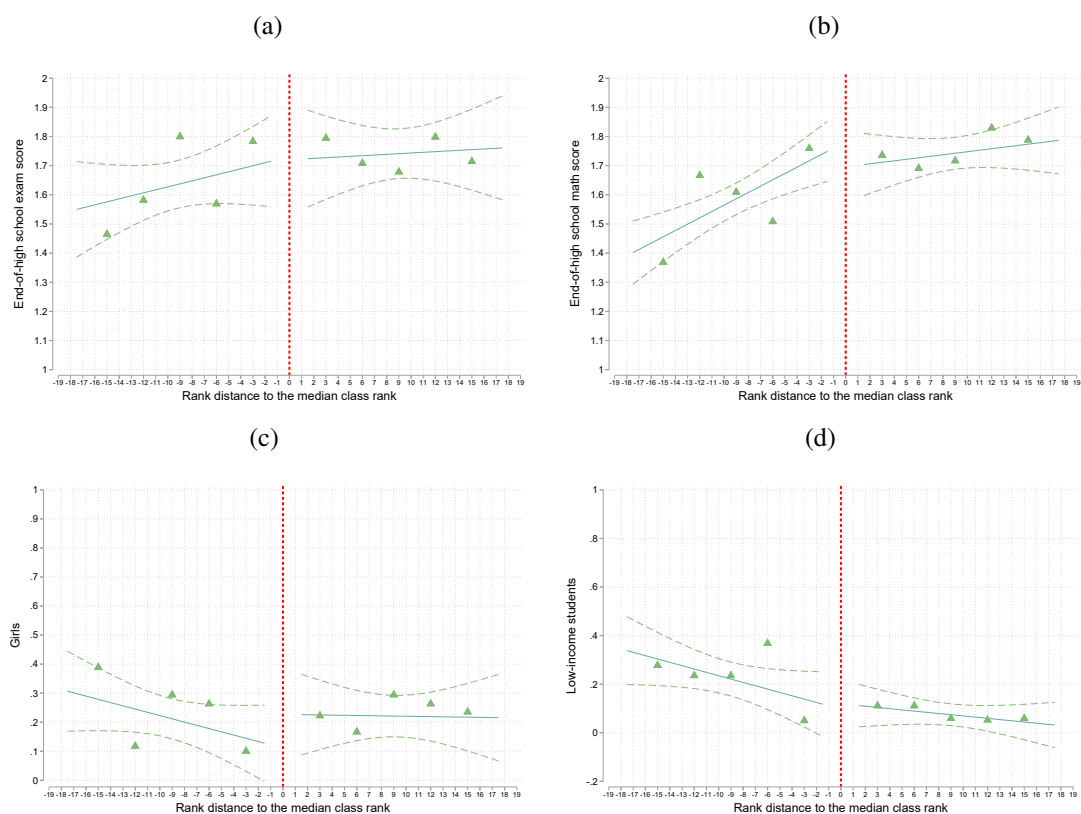 (a)
(b)
End-of-high school exam score
2
1.9
1.8
1.7
1.6
1.5
1.4
1.3
1.2
1.1
1
-19 -18 -17 -16 -15 -14 -13 -12 -11 -10 -9 -8 -7 -6 -5 -4 -3 -2 -1 0 1 2 3 4 5 6 7 8 9 10 11 12 13 14 15 16 17 18 19
Rank distance to the median class rank
End-of-high school math score
2
1.9
1.8
1.7
1.6
1.5
1.4
1.3
1.2
1.1
1
-19 -18 -17 -16 -15 -14 -13 -12 -11 -10 -9 -8 -7 -6 -5 -4 -3 -2 -1 0 1 2 3 4 5 6 7 8 9 10 11 12 13 14 15 16 17 18 19
Rank distance to the median class rank
(c)
(d)
Girls
1
.9
.8
.7
.6
.5
.4
.3
.2
.1
0
-19 -18 -17 -16 -15 -14 -13 -12 -11 -10 -9 -8 -7 -6 -5 -4 -3 -2 -1 0 1 2 3 4 5 6 7 8 9 10 11 12 13 14 15 16 17 18 19
Rank distance to the median class rank
Low-income students
1
.8
.6
.4
.2
0
-.2
-19 -18 -17 -16 -15 -14 -13 -12 -11 -10 -9 -8 -7 -6 -5 -4 -3 -2 -1 0 1 2 3 4 5 6 7 8 9 10 11 12 13 14 15 16 17 18 19
Rank distance to the median class rank